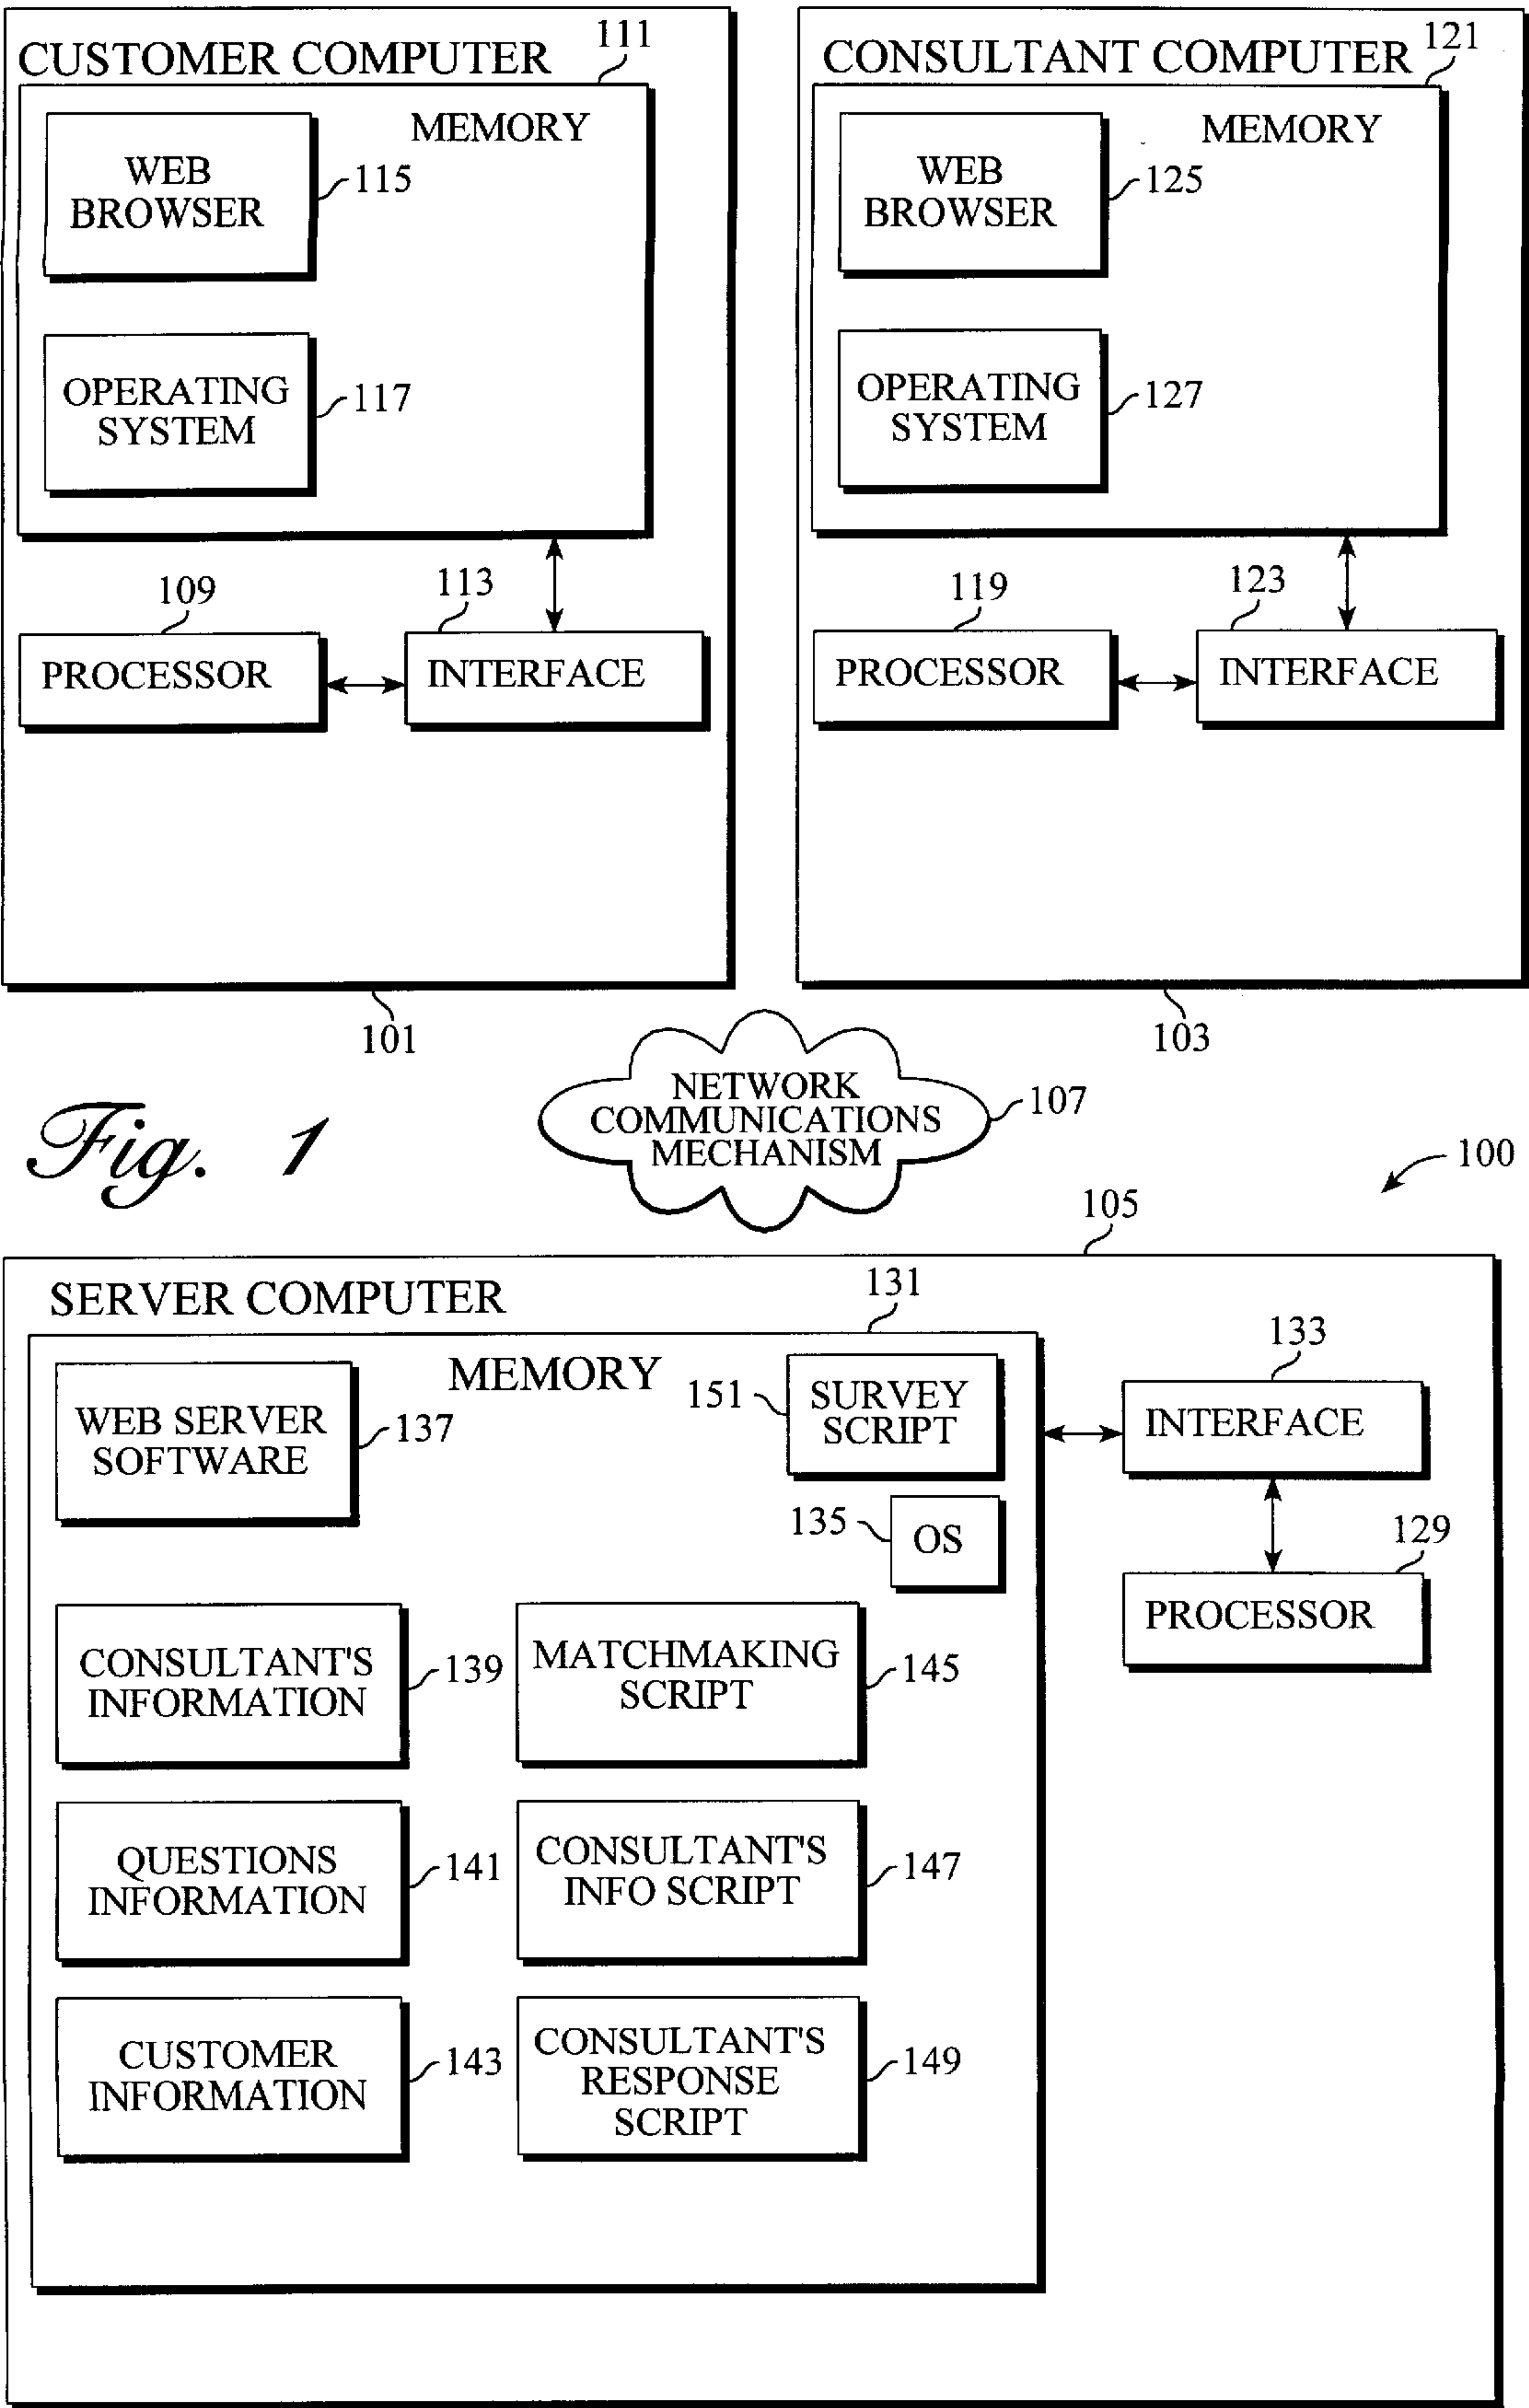 CUSTOMER COMPUTER
111
MEMORY
WEB
BROWSER
115
OPERATING
SYSTEM
117
109
113
PROCESSOR
INTERFACE
101
CONSULTANT COMPUTER
121
MEMORY
WEB
BROWSER
125
OPERATING
SYSTEM
127
119
123
PROCESSOR
INTERFACE
103
NETWORK
COMMUNICATIONS
MECHANISM
107
Fig. 1
100
105
SERVER COMPUTER
131
MEMORY
WEB SERVER
SOFTWARE
137
151
SURVEY
SCRIPT
135
OS
133
INTERFACE
129
PROCESSOR
CONSULTANT'S
INFORMATION
139
MATCHMAKING
SCRIPT
145
QUESTIONS
INFORMATION
141
CONSULTANT'S
INFO SCRIPT
147
CUSTOMER
INFORMATION
143
CONSULTANT'S
RESPONSE
SCRIPT
149